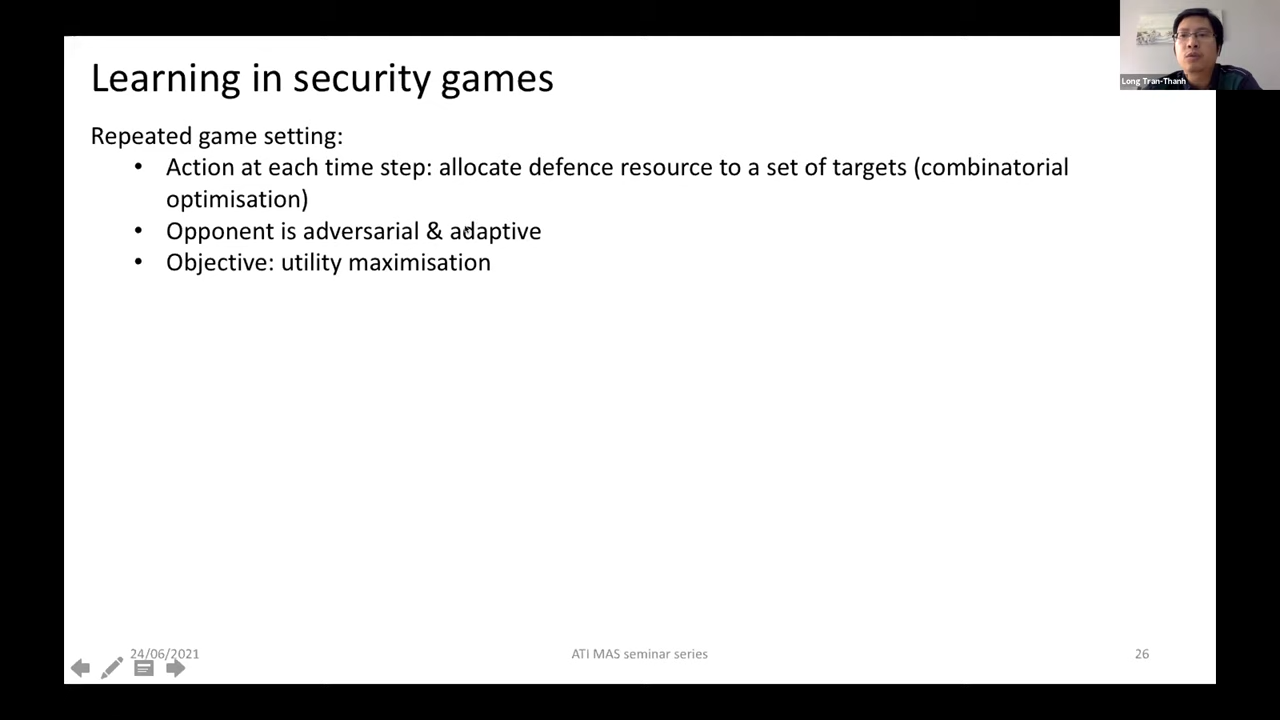 Long Tran-Thanh
Learning in security games
Repeated game setting:
• Action at each time step: allocate defence resource to a set of targets (combinatorial
optimisation)
• Opponent is adversarial & adaptive
• Objective: utility maximisation
24/06/2021
ATI MAS seminar series
26